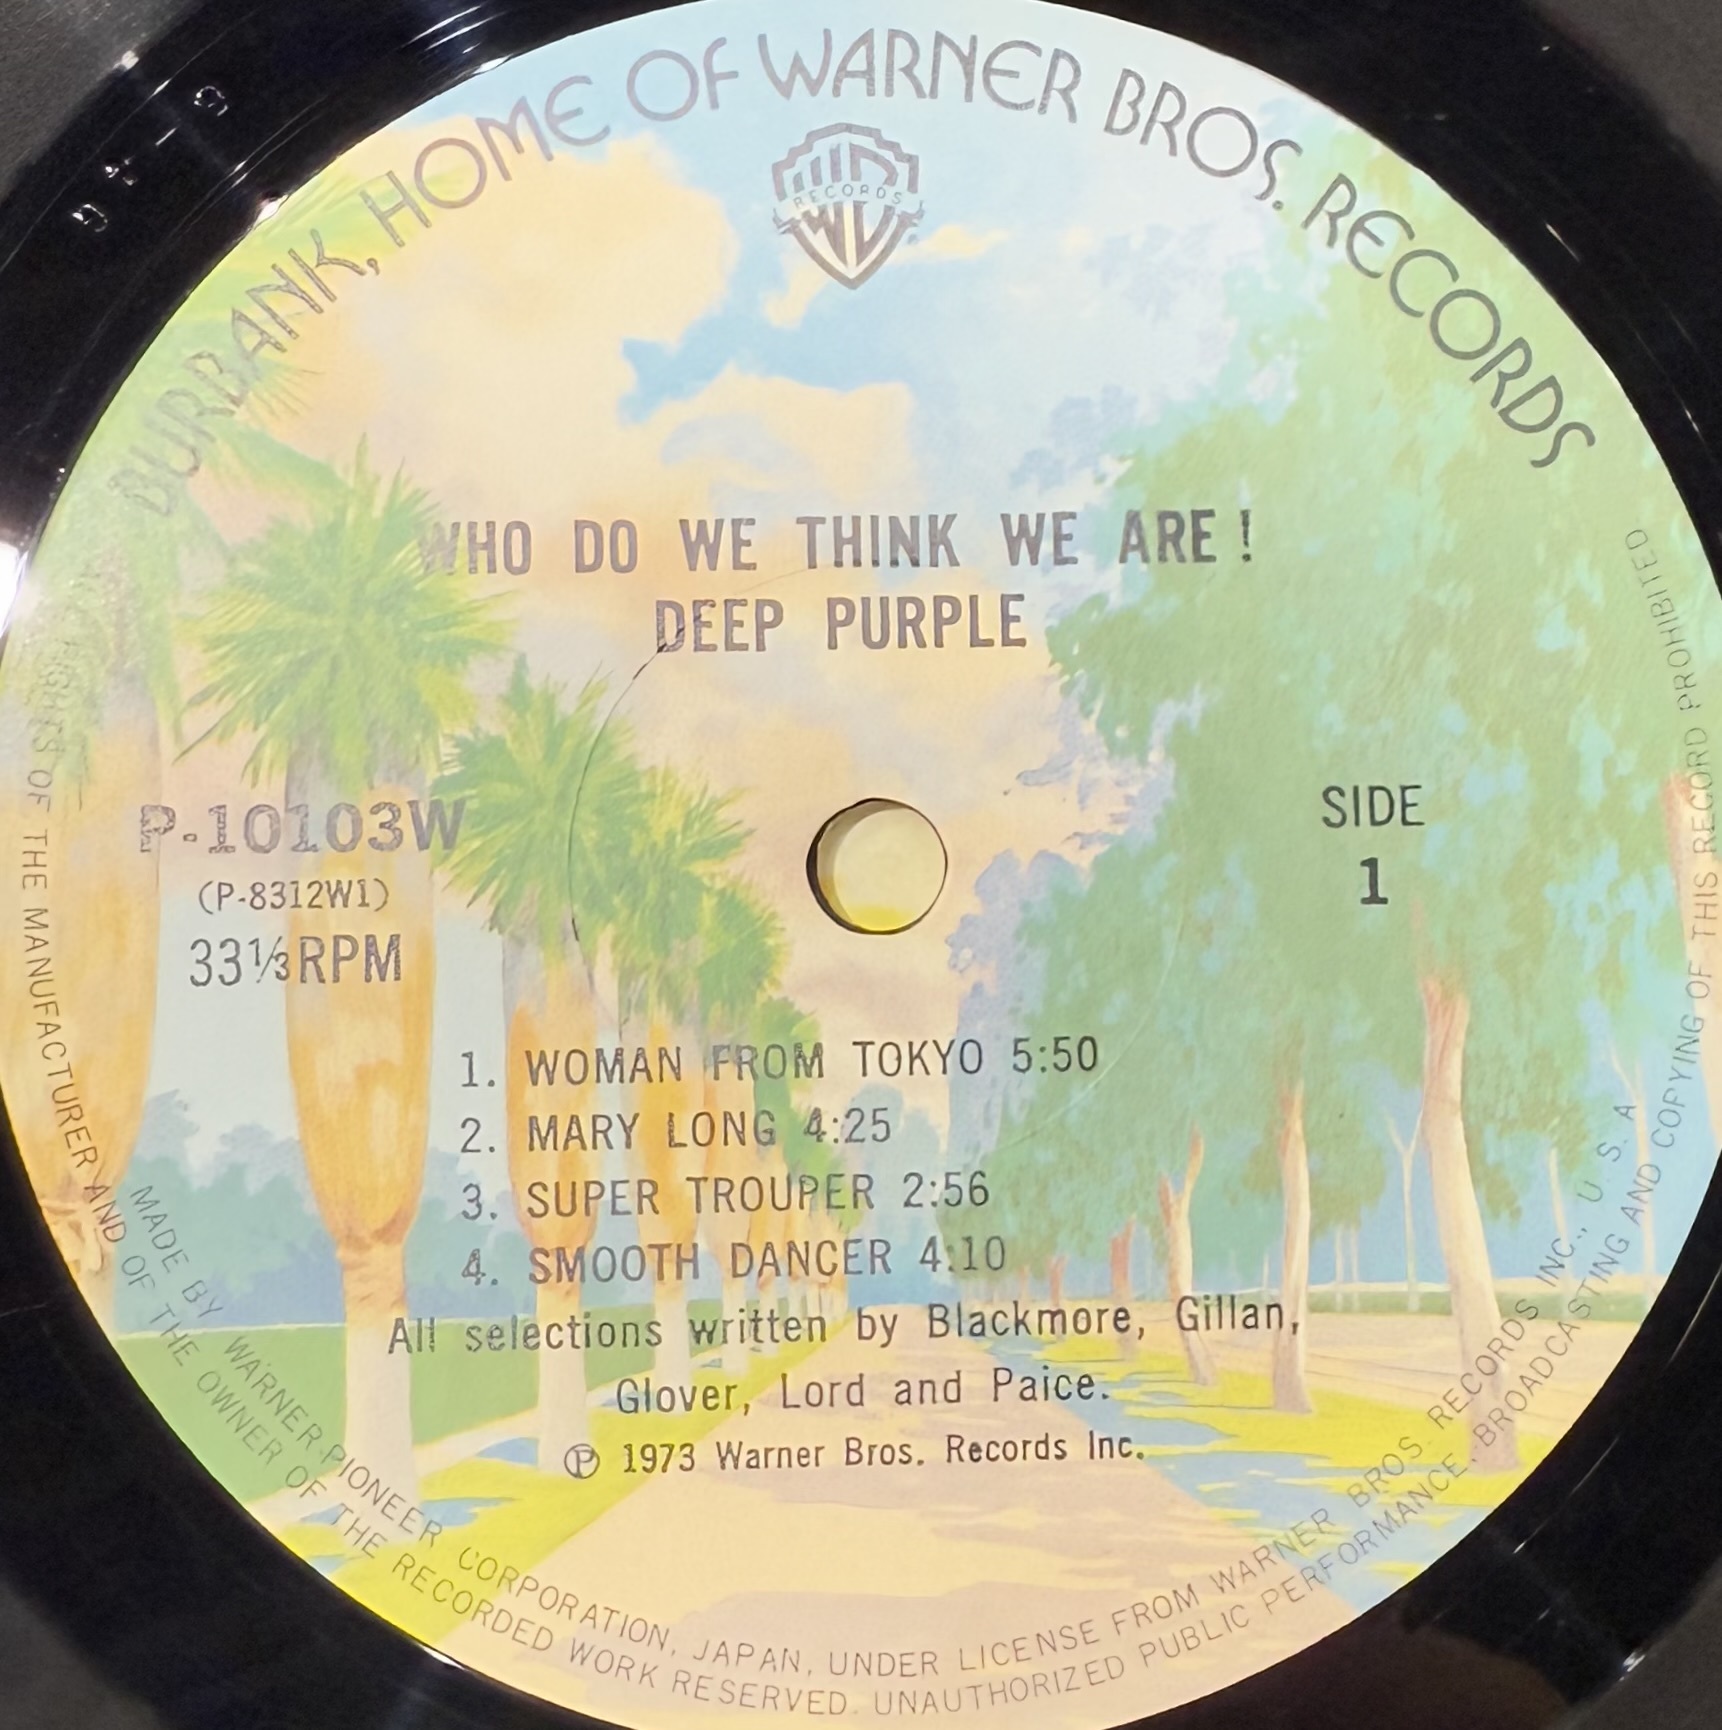 BURBANK, HOME OF WARNER BROS. RECORDS
RECORDS
WHO DO WE THINK WE ARE!
DEEP PURPLE
P-10103W
(P-8312W1)
33⅓RPM
SIDE
1
1. WOMAN FROM TOKYO 5:50
2. MARY LONG 4:25
3. SUPER TROUPER 2:56
4. SMOOTH DANCER 4:10
All selections written by Blackmore, Gillan,
Glover, Lord and Paice.
Ⓟ 1973 Warner Bros. Records Inc.
MADE BY WARNER-PIONEER CORPORATION, JAPAN, UNDER LICENSE FROM WARNER BROS. RECORDS INC., U.S.A
RIGHTS OF THE MANUFACTURER AND OF THE OWNER OF THE RECORDED WORK RESERVED. UNAUTHORIZED PUBLIC PERFORMANCE, BROADCASTING AND COPYING OF THIS RECORD PROHIBITED